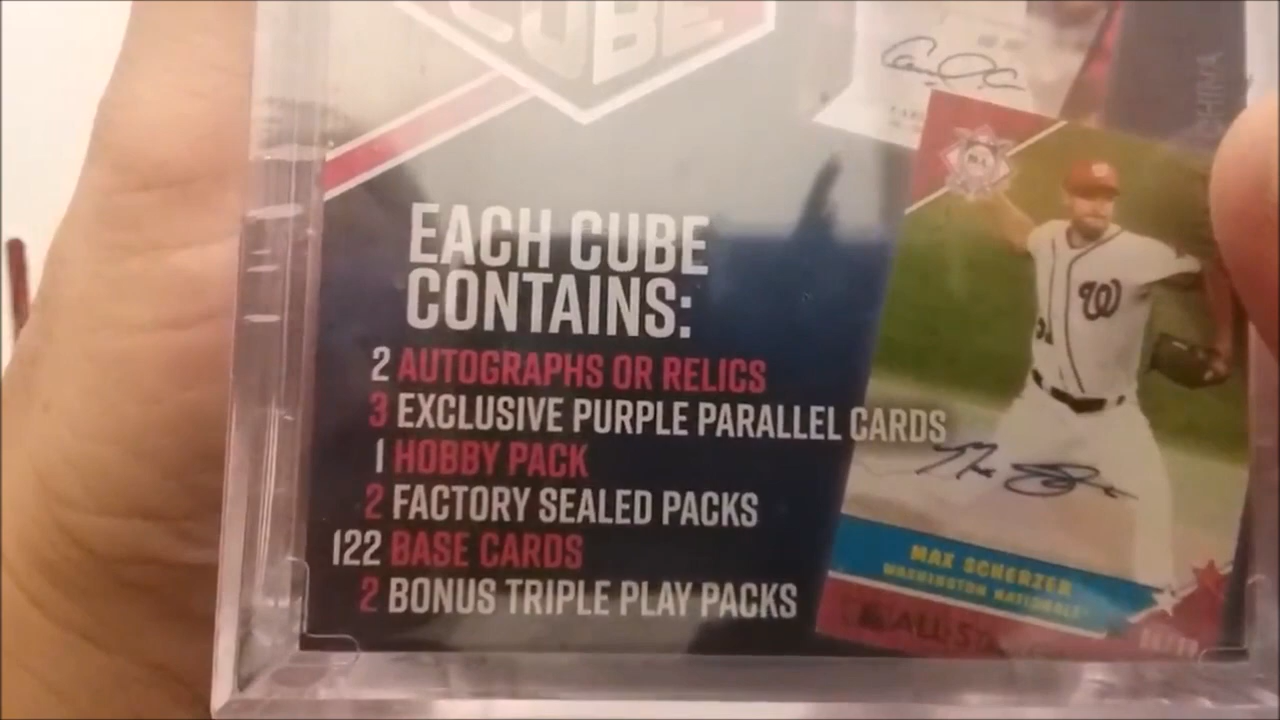 CUBE
CHINA
EACH CUBE
CONTAINS:
2 AUTOGRAPHS OR RELICS
3 EXCLUSIVE PURPLE PARALLEL CARDS
1 HOBBY PACK
2 FACTORY SEALED PACKS
122 BASE CARDS
2 BONUS TRIPLE PLAY PACKS
W
MAX SCHERZER
WASHINGTON NATIONALS